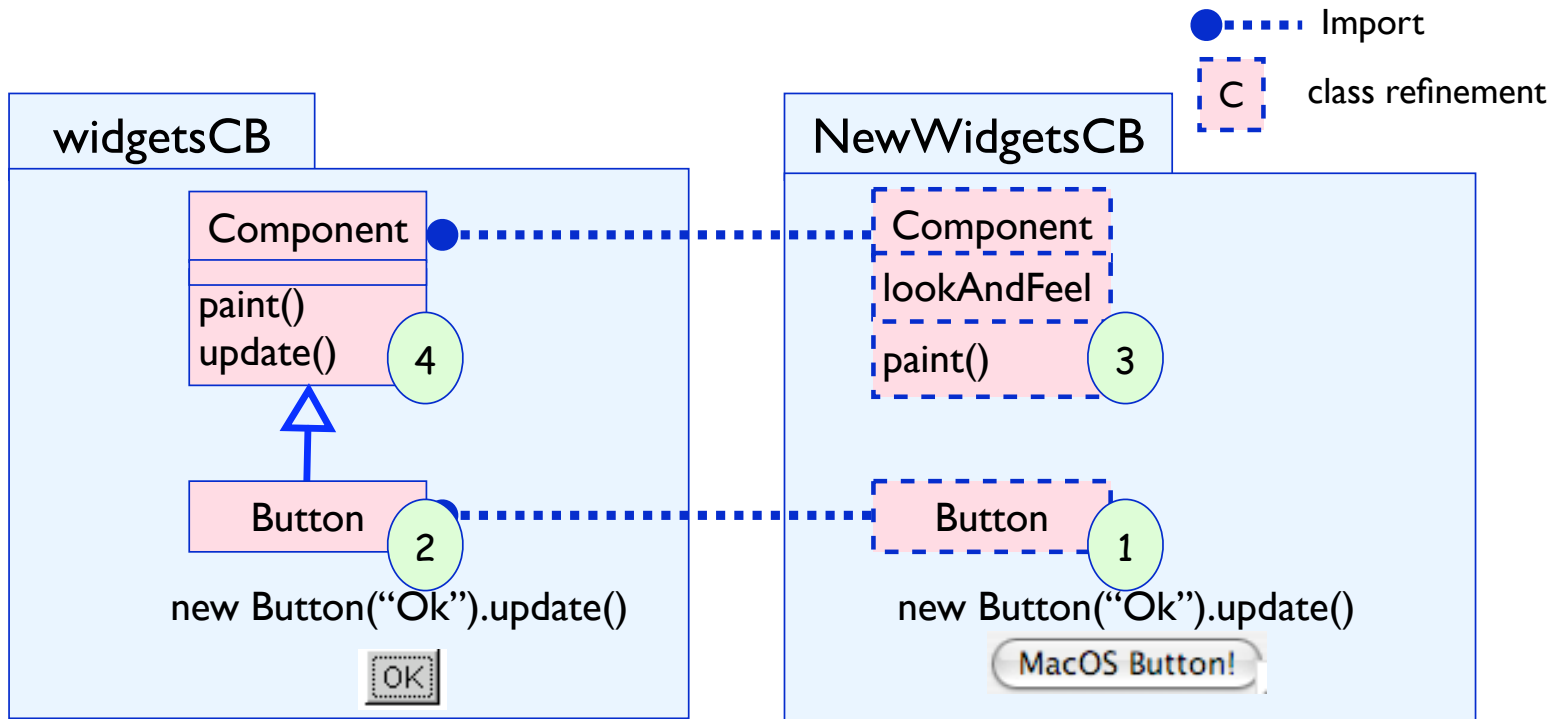 Import
C
class refinement
widgetsCB
Component
paint()
update()
4
Button
2
new Button(“Ok”).update()
OK
NewWidgetsCB
Component
lookAndFeel
paint()
3
Button
1
new Button(“Ok”).update()
MacOS Button!